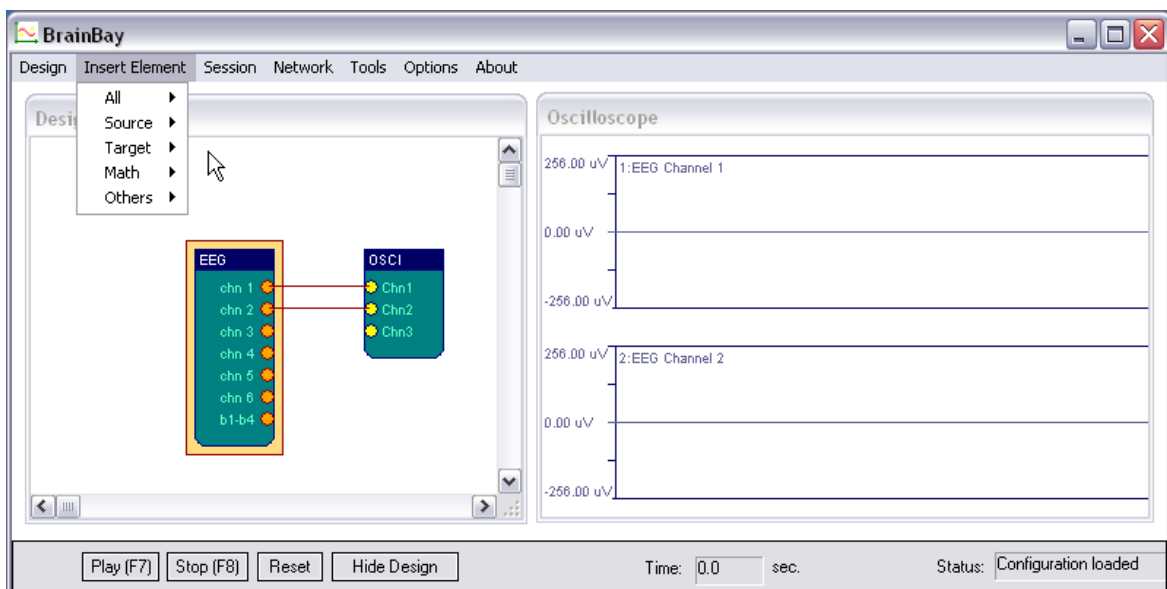 BrainBay
Design Insert Element Session Network Tools Options About
All
Source
Target
Math
Others
EEG
chn 1
chn 2
chn 3
chn 4
chn 5
chn 6
b1-b4
OSCI
Chn1
Chn2
Chn3
Oscilloscope
256.00 uV
1:EEG Channel 1
0.00 uV
-256.00 uV
256.00 uV
2:EEG Channel 2
0.00 uV
-256.00 uV
Play (F7) Stop (F8) Reset Hide Design Time: 0.0 sec. Status: Configuration loaded